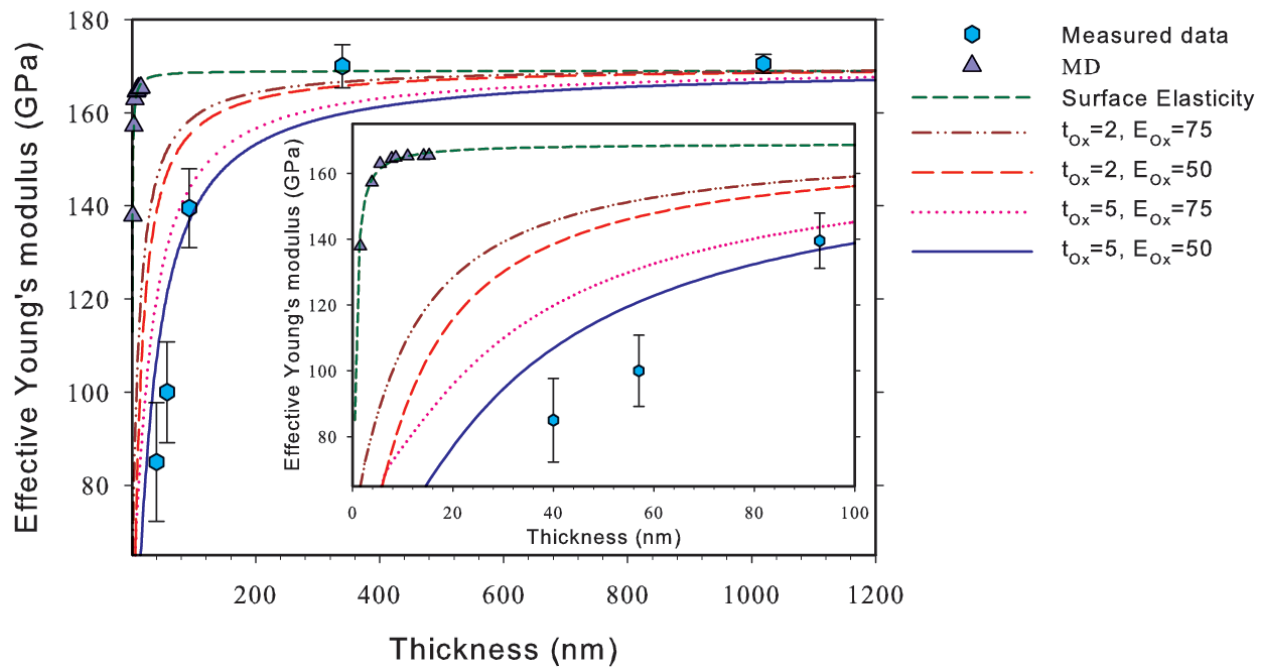 180
160
140
120
100
80
Effective Young's modulus (GPa)
200
400
600
800
1000
1200
Thickness (nm)
160
140
120
100
80
Effective Young's modulus (GPa)
0
20
40
60
80
100
Thickness (nm)
Measured data
MD
Surface Elasticity
tOx=2, EOx=75
tOx=2, EOx=50
tOx=5, EOx=75
tOx=5, EOx=50